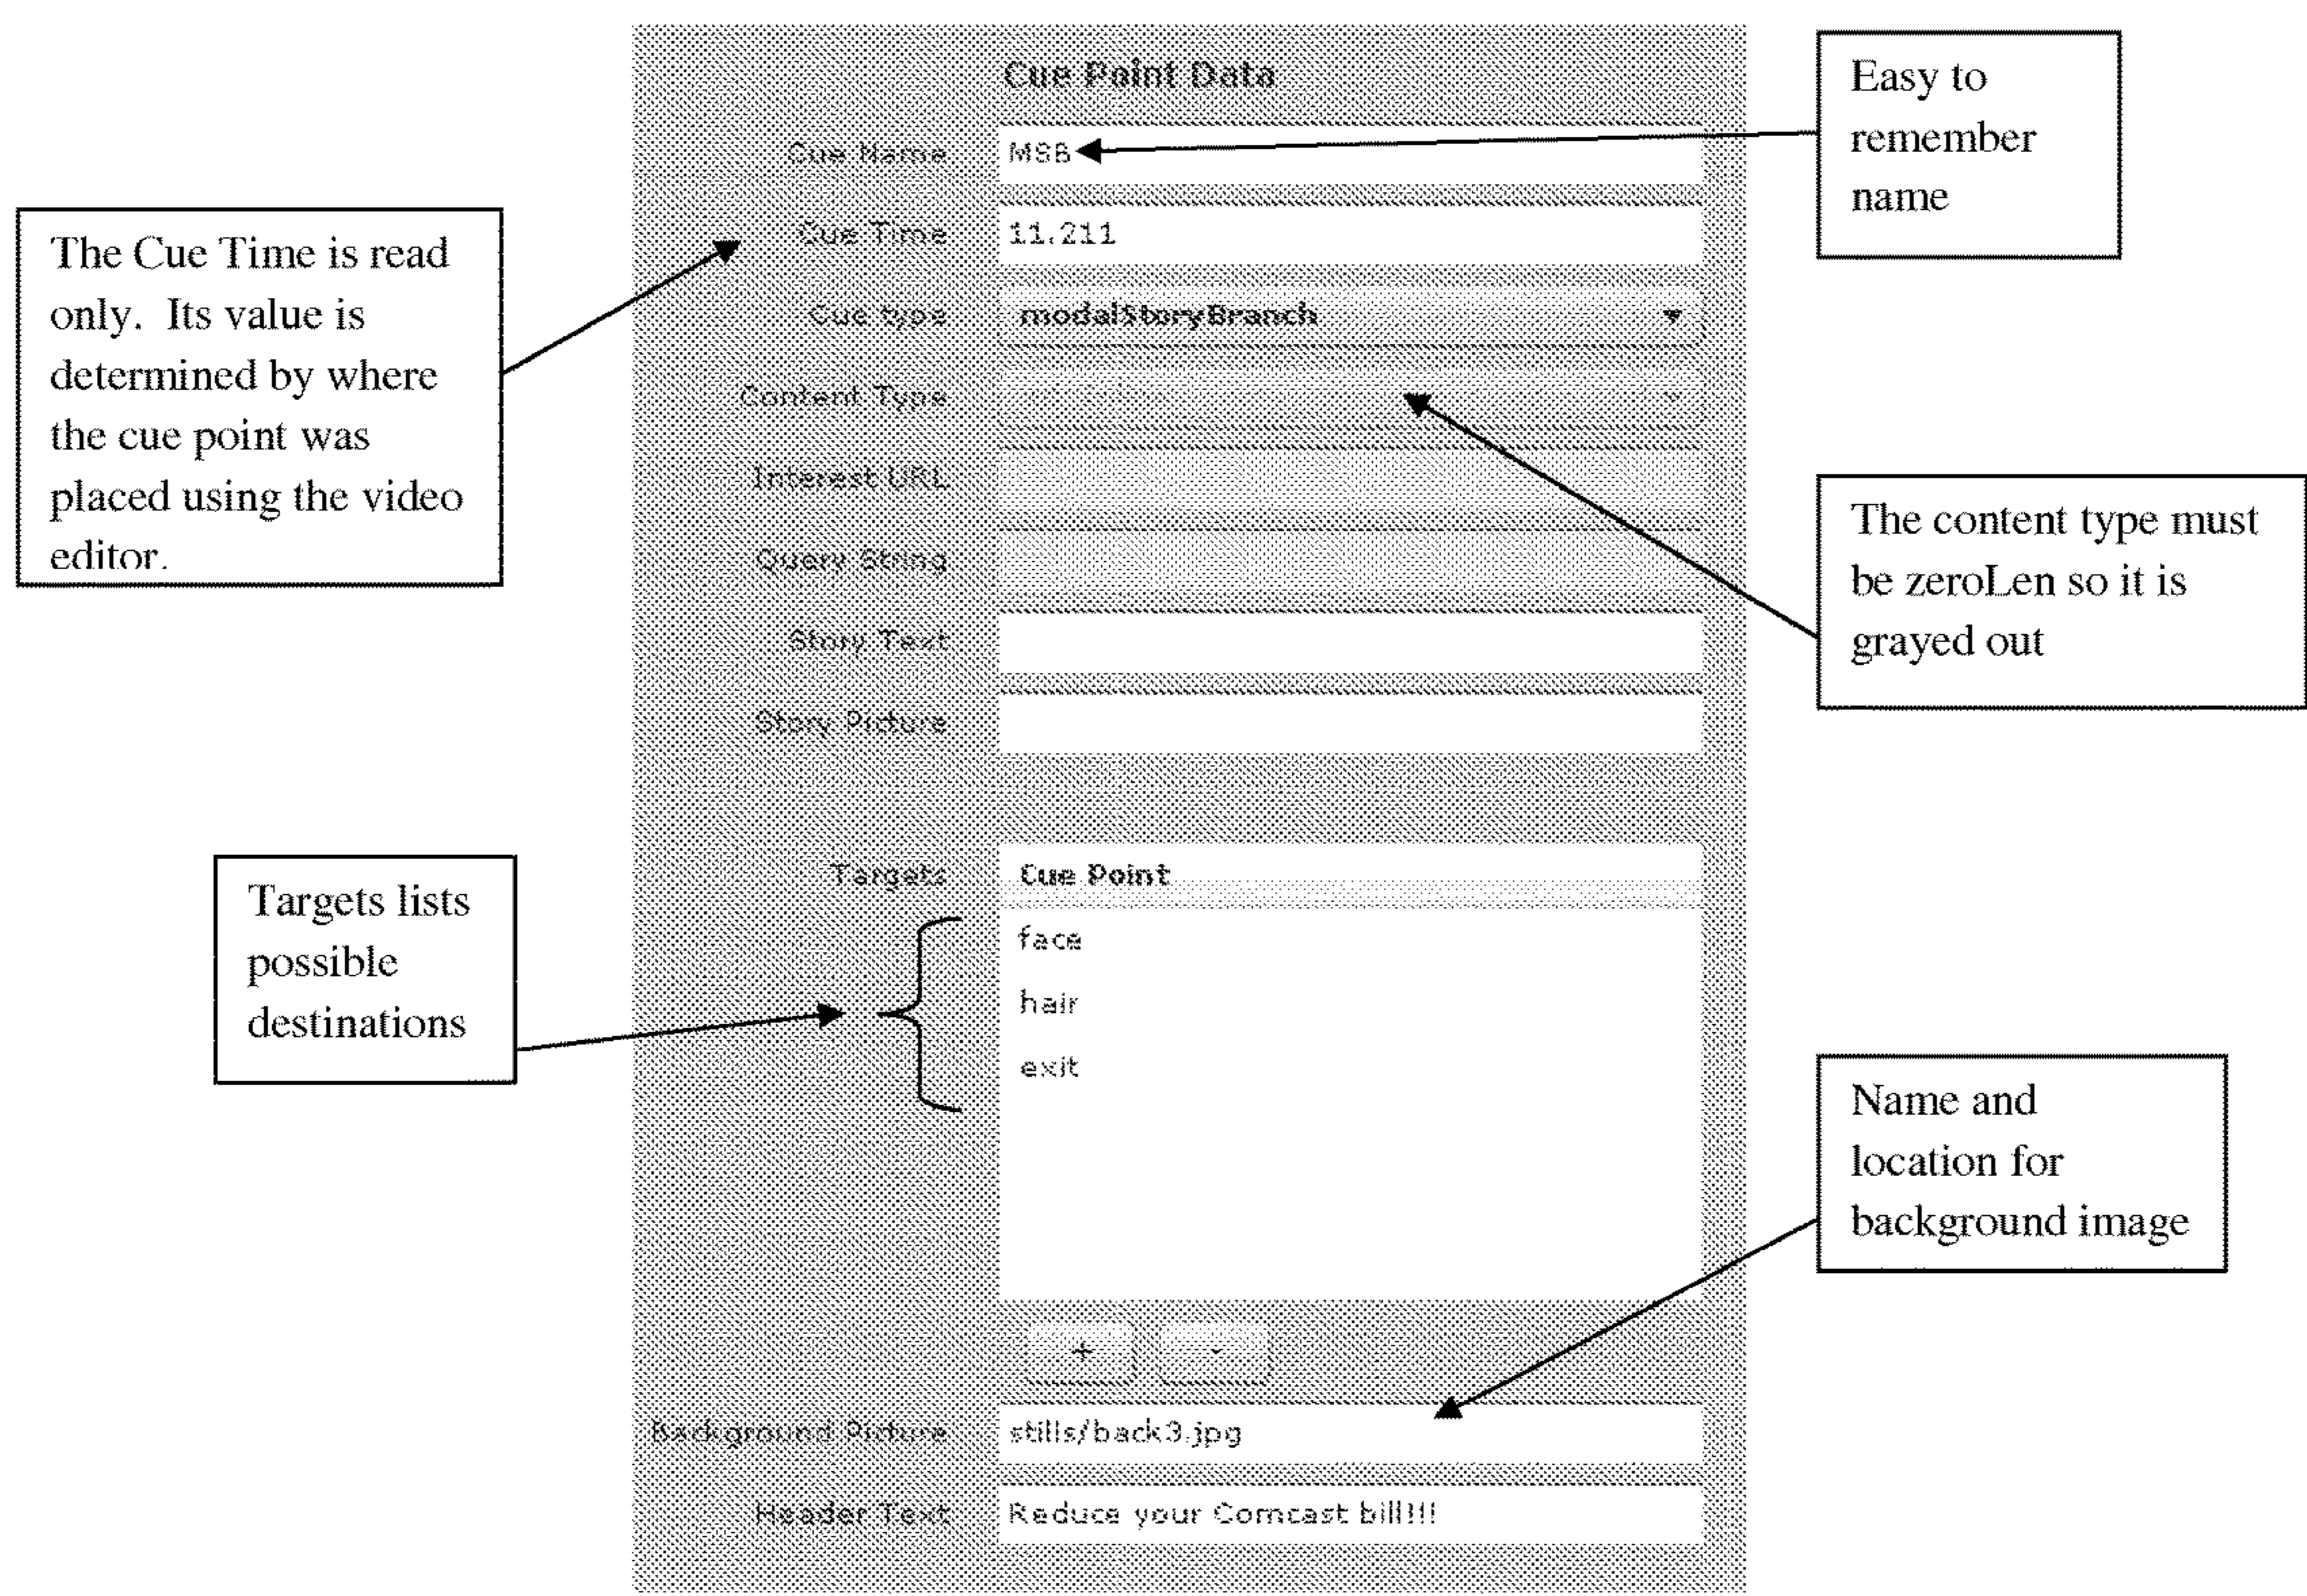 Cue Point Data
Easy to
remember
name
Cue Name
MSB
The Cue Time is read
only. Its value is
determined by where
the cue point was
placed using the video
editor.
Cue Time
11.211
Cue type
modalStoryBranch
Content Type
Interest URL
The content type must
be zeroLen so it is
grayed out
Query String
Story Text
Story Picture
Targets lists
possible
destinations
Targets
Cue Point
face
hair
exit
Name and
location for
background image
+
-
Background Picture
stills/back3.jpg
Header Text
Reduce your Comcast bill!!!